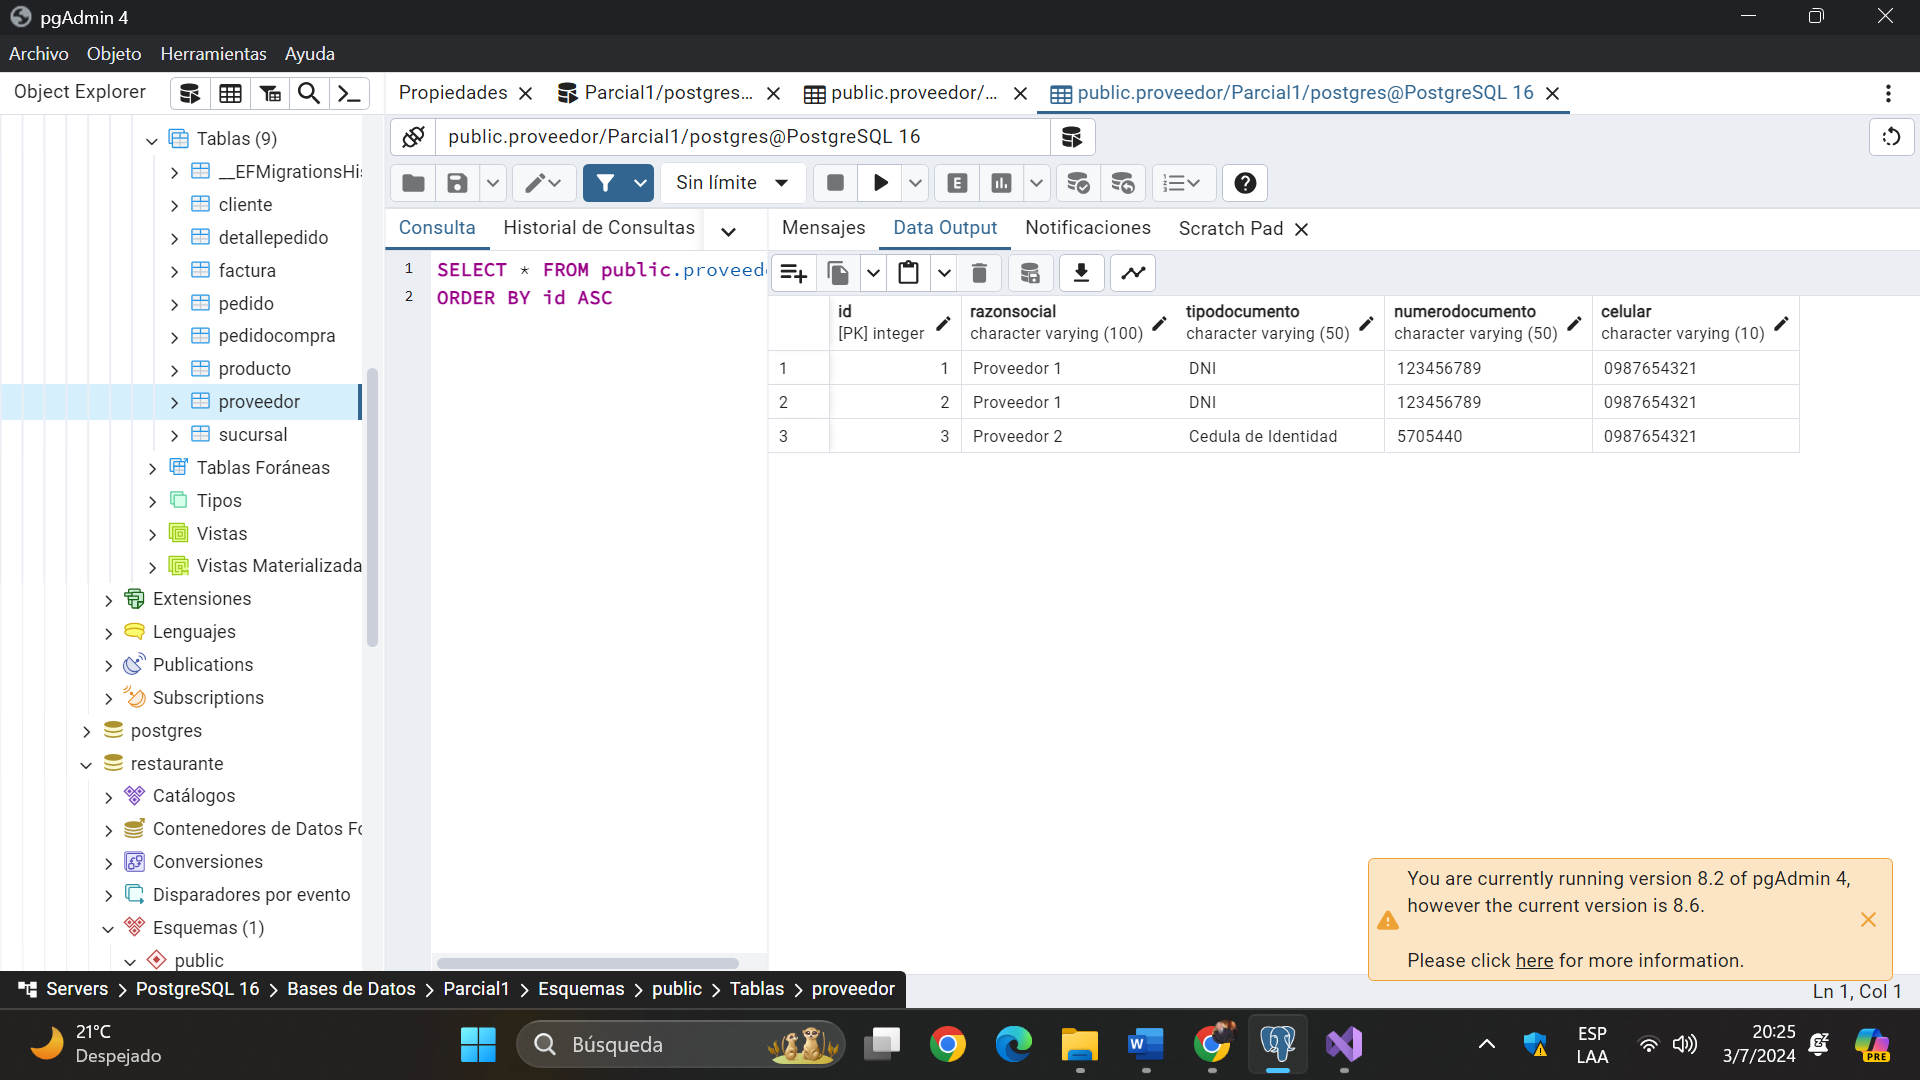 pgAdmin 4
Archivo Objeto Herramientas Ayuda
Object Explorer
Propiedades
Parcial1/postgres...
public.proveedor/...
public.proveedor/Parcial1/postgres@PostgreSQL 16
public.proveedor/Parcial1/postgres@PostgreSQL 16
Sin límite
Consulta
Historial de Consultas
Mensajes
Data Output
Notificaciones
Scratch Pad
1 SELECT * FROM public.proveed
2 ORDER BY id ASC
id razonsocial tipodocumento numerodocumento celular
[PK] integer character varying (100) character varying (50) character varying (50) character varying (10)
1 1 Proveedor 1 DNI 123456789 0987654321
2 2 Proveedor 1 DNI 123456789 0987654321
3 3 Proveedor 2 Cedula de Identidad 5705440 0987654321
Tablas (9)
__EFMigrationsHi
cliente
detallepedido
factura
pedido
pedidocompra
producto
proveedor
sucursal
Tablas Foráneas
Tipos
Vistas
Vistas Materializada
Extensiones
Lenguajes
Publications
Subscriptions
postgres
restaurante
Catálogos
Contenedores de Datos Fo
Conversiones
Disparadores por evento
Esquemas (1)
public
You are currently running version 8.2 of pgAdmin 4,
however the current version is 8.6.
Please click here for more information.
Servers > PostgreSQL 16 > Bases de Datos > Parcial1 > Esquemas > public > Tablas > proveedor
Ln 1, Col 1
21°C
Despejado
Búsqueda
ESP
LAA
20:25
3/7/2024
PRE